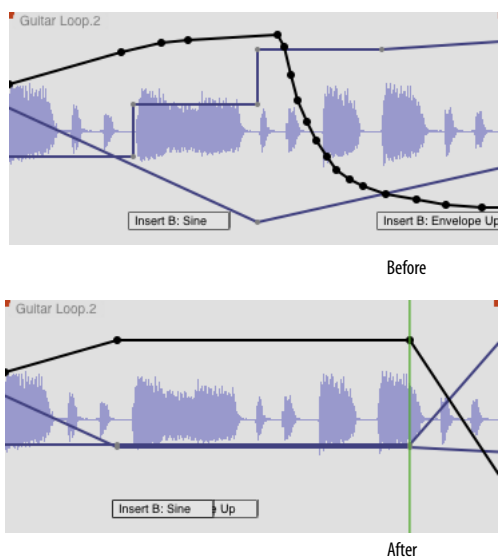 Guitar Loop.2
Insert B: Sine
Insert B: Envelope Up
Before
Guitar Loop.2
Insert B: Sine
Up
After